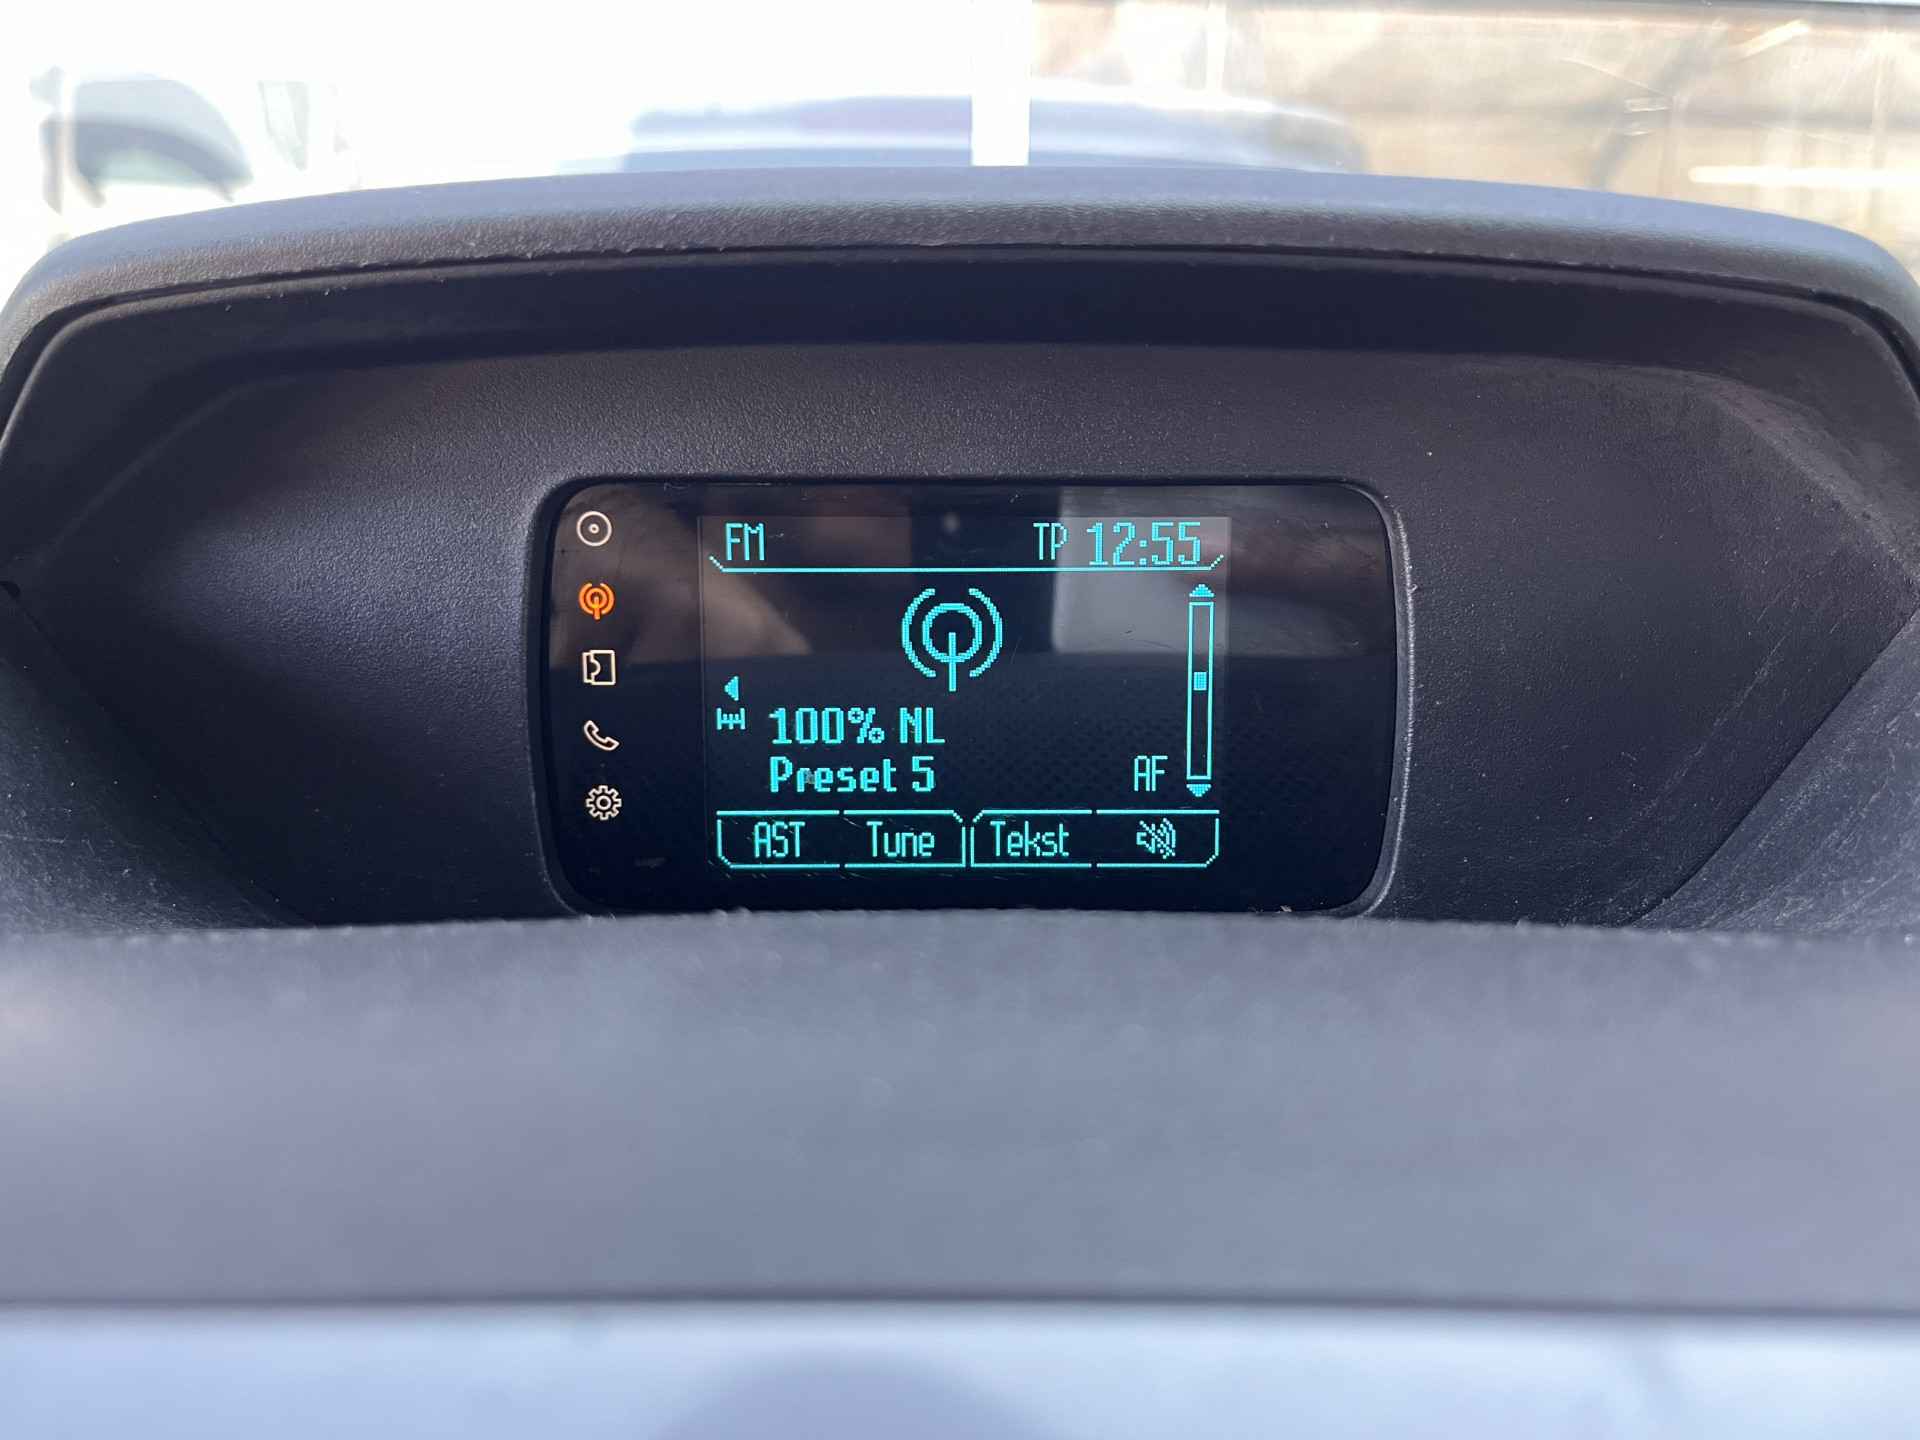 FM TP 12:55
100% NL
Preset 5 AF
AST Tune Tekst